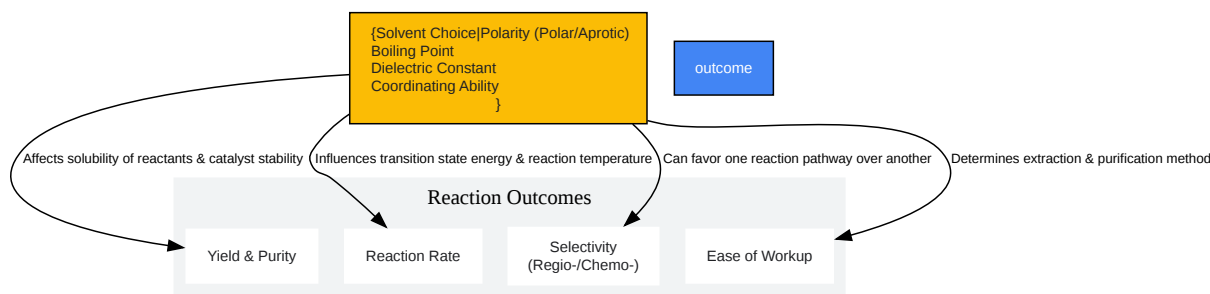 {Solvent Choice|Polarity (Polar/Aprotic)
Boiling Point
Dielectric Constant
Coordinating Ability
}
outcome
Affects solubility of reactants & catalyst stability
Influences transition state energy & reaction temperature
Can favor one reaction pathway over another
Determines extraction & purification method
Reaction Outcomes
Yield & Purity
Reaction Rate
Selectivity
(Regio-/Chemo-)
Ease of Workup